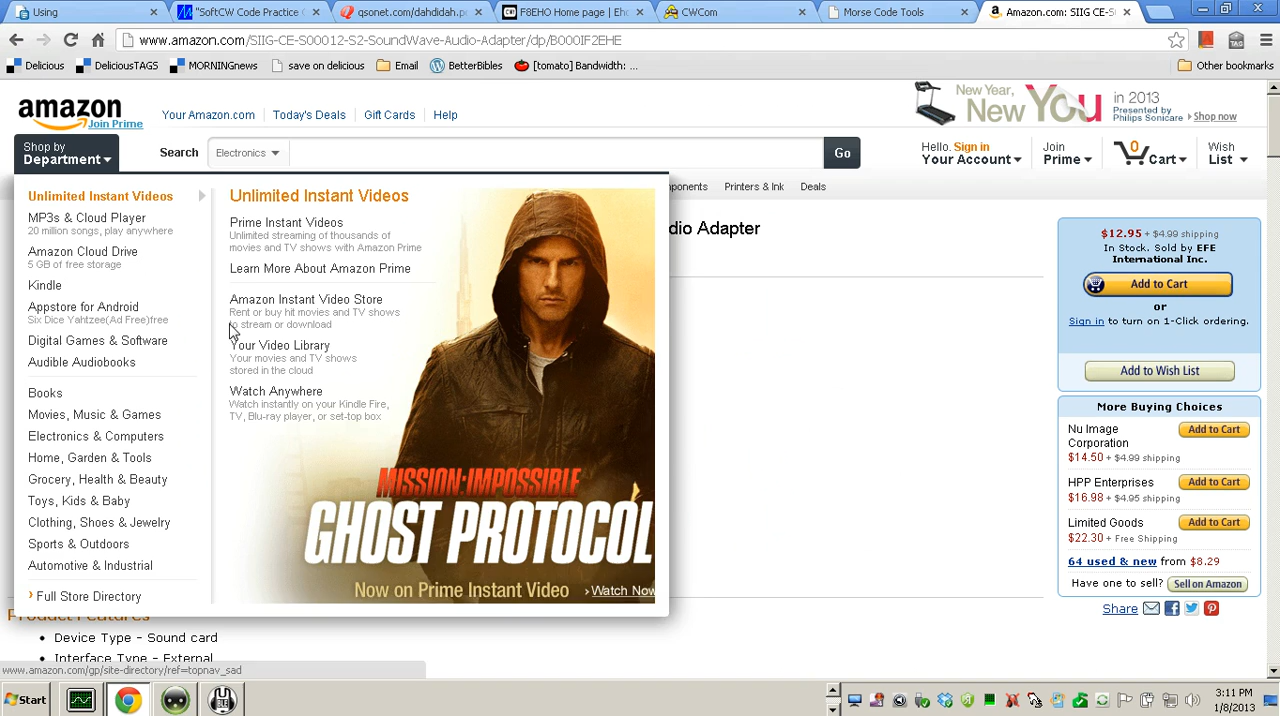 Using
"SoftCW Code Practice
qsonet.com/dahdidah.p
F8EHO Home page | Eh
CWCom
Morse Code Tools
Amazon.com: SIIG CE-S
www.amazon.com/SIIG-CE-S00012-S2-SoundWave-Audio-Adapter/dp/B000IF2EHE
Delicious
DeliciousTAGS
MORNINGnews
save on delicious
Email
BetterBibles
[tomato] Bandwidth: ...
Other bookmarks
amazon
Join Prime
Your Amazon.com
Today's Deals
Gift Cards
Help
New Year,
New You
in 2013
Presented by
Philips Sonicare
Shop now
Shop by
Department
Search
Electronics
Go
Hello. Sign in
Your Account
Join
Prime
0
Cart
Wish
List
ponents
Printers & Ink
Deals
Unlimited Instant Videos
MP3s & Cloud Player
20 million songs, play anywhere
Amazon Cloud Drive
5 GB of free storage
Kindle
Appstore for Android
Six Dice Yahtzee(Ad Free)free
Digital Games & Software
Audible Audiobooks
Books
Movies, Music & Games
Electronics & Computers
Home, Garden & Tools
Grocery, Health & Beauty
Toys, Kids & Baby
Clothing, Shoes & Jewelry
Sports & Outdoors
Automotive & Industrial
Full Store Directory
Unlimited Instant Videos
Prime Instant Videos
Unlimited streaming of thousands of
movies and TV shows with Amazon Prime
Learn More About Amazon Prime
Amazon Instant Video Store
Rent or buy hit movies and TV shows
to stream or download
Your Video Library
Your movies and TV shows
stored in the cloud
Watch Anywhere
Watch instantly on your Kindle Fire,
TV, Blu-ray player, or set-top box
MISSION:IMPOSSIBLE
GHOST PROTOCOL
Now on Prime Instant Video
Watch Now
dio Adapter
$12.95 + $4.99 shipping
In Stock. Sold by EFE
International Inc.
Add to Cart
or
Sign in to turn on 1-Click ordering.
Add to Wish List
More Buying Choices
Nu Image
Corporation
Add to Cart
$14.50 + $4.99 shipping
HPP Enterprises
Add to Cart
$16.98 + $4.95 shipping
Limited Goods
Add to Cart
$22.30 + Free Shipping
64 used & new from $8.29
Have one to sell? Sell on Amazon
Share
Product Features
Device Type - Sound card
Interface Type - External
www.amazon.com/gp/site-directory/ref=topnav_sad
Start
3:11 PM
1/8/2013